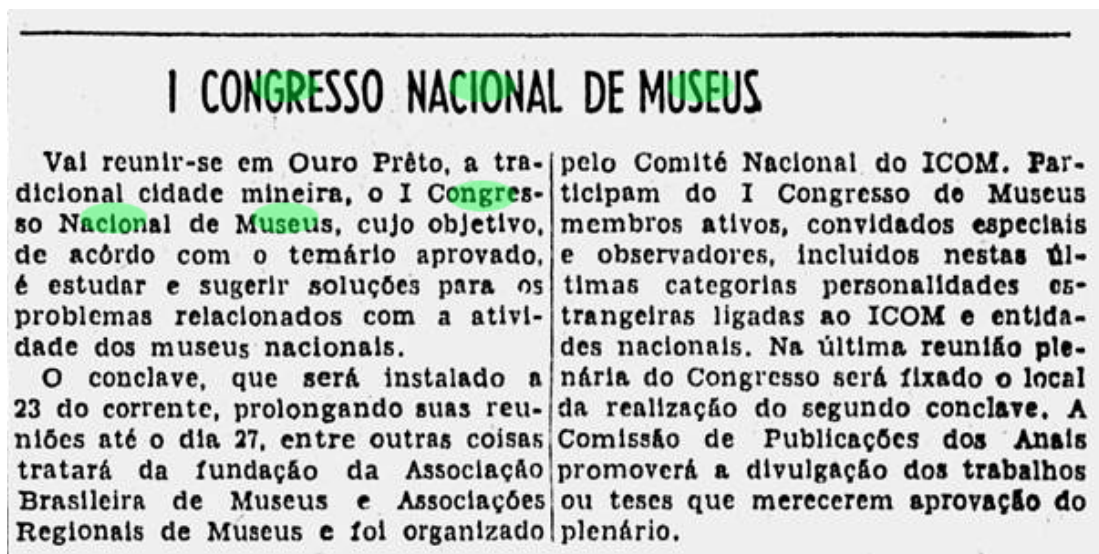 I CONGRESSO NACIONAL DE MUSEUS
Vai reunir-se em Ouro Prêto, a tra-
dicional cidade mineira, o I Congres-
so Nacional de Museus, cujo objetivo,
de acôrdo com o temário aprovado,
é estudar e sugerir soluções para os
problemas relacionados com a ativi-
dade dos museus nacionais.
O conclave, que será instalado a
23 do corrente, prolongando suas reu-
niões até o dia 27, entre outras coisas
tratará da fundação da Associação
Brasileira de Museus e Associações
Regionais de Museus e foi organizado
pelo Comité Nacional do ICOM. Par-
ticipam do I Congresso de Museus
membros ativos, convidados especiais
e observadores, incluidos nestas úl-
timas categorias personalidades es-
trangeiras ligadas ao ICOM e entida-
des nacionais. Na última reunião ple-
nária do Congresso será fixado o local
da realização do segundo conclave. A
Comissão de Publicações dos Anais
promoverá a divulgação dos trabalhos
ou teses que merecerem aprovação do
plenário.